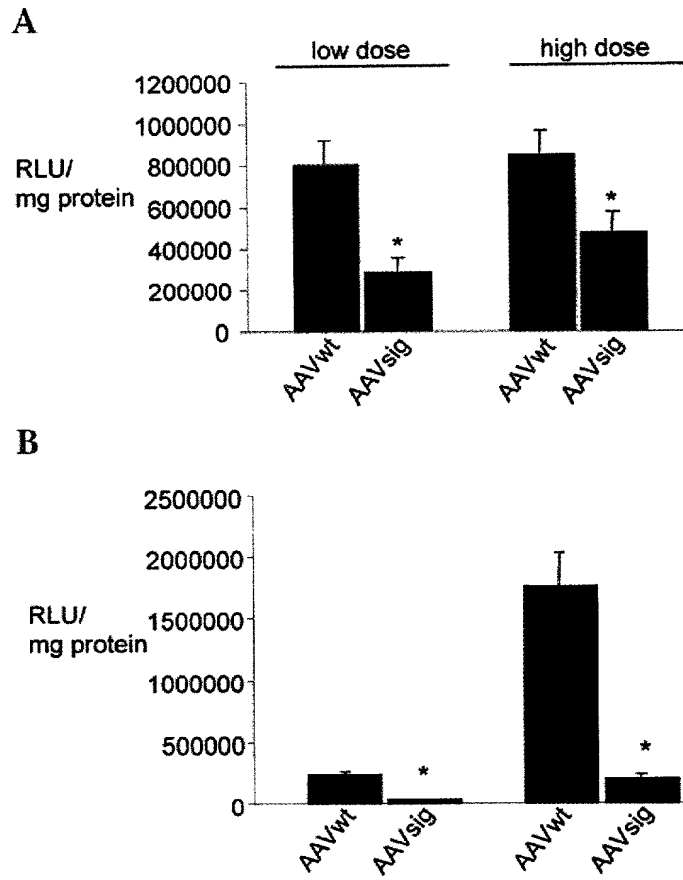 A
low dose high dose
1200000
1000000
800000
600000
400000
200000
0
RLU/
mg protein
*
*
AAVwt AAVsig AAVwt AAVsig
B
2500000
2000000
1500000
1000000
500000
0
RLU/
mg protein
*
*
AAVwt AAVsig AAVwt AAVsig